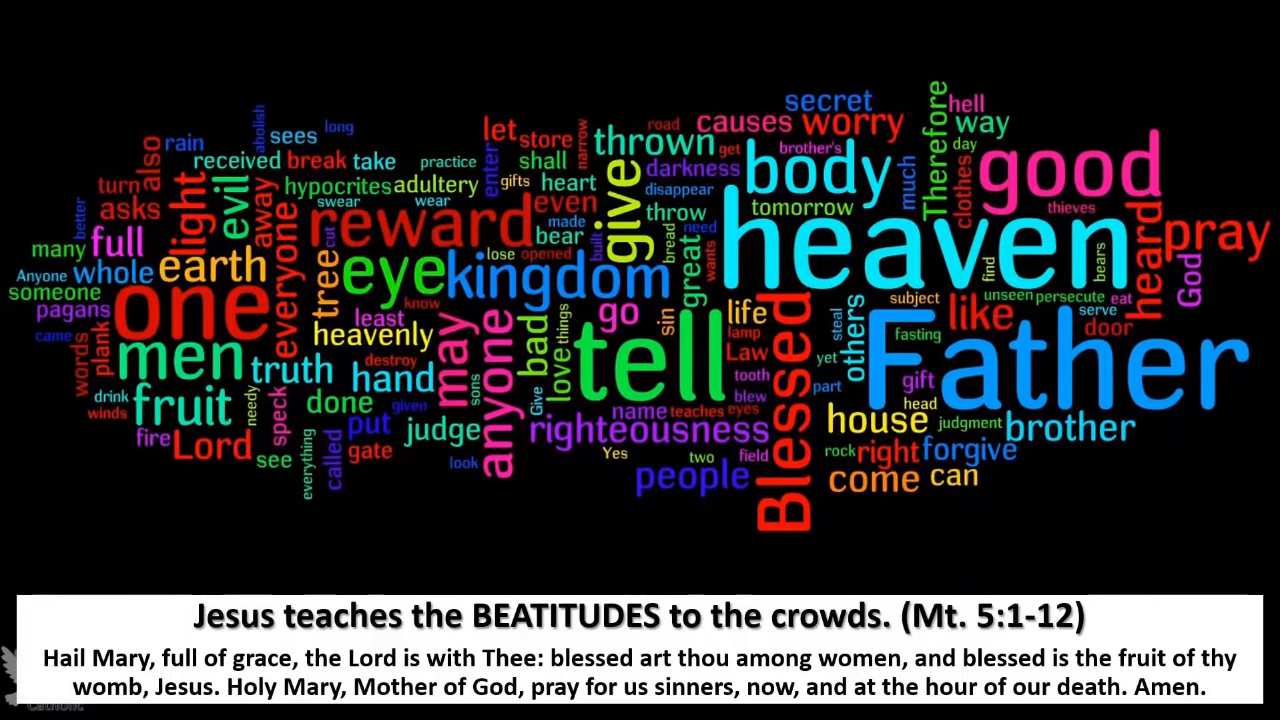 secret
hell
Therefore
way
abolish
long
rain
sees
let
store
narrow
road
causes
worry
day
also
received
break
take
practice
enter
shall
thrown
get
brother's
body
much
clothes
good
turn
light
evil
away
hypocrites
adultery
gifts
heart
give
darkness
disappear
better
asks
everyone
swear
wear
reward
even
made
throw
need
tomorrow
heaven
thieves
heard
pray
many
full
cut
bear
built
bread
great
wants
find
bears
God
Anyone
whole
earth
tree
eye
lose
opened
kingdom
someone
one
know
may
anyone
bad
things
go
sin
life
Blessed
steal
others
subject
like
unseen
persecute
eat
serve
door
pagans
least
came
words
plank
men
truth
heavenly
destroy
hand
sons
love
tell
lamp
Law
yet
fasting
Father
tooth
part
gift
drink
fruit
needy
speck
done
given
Give
name
teaches
eyes
blew
head
winds
fire
Lord
see
everything
called
put
gate
judge
look
righteousness
Yes
two
field
people
house
judgment
brother
rock
right
forgive
come
can
Jesus teaches the BEATITUDES to the crowds. (Mt. 5:1-12)
Hail Mary, full of grace, the Lord is with Thee: blessed art thou among women, and blessed is the fruit of thy
womb, Jesus. Holy Mary, Mother of God, pray for us sinners, now, and at the hour of our death. Amen.
Catholic